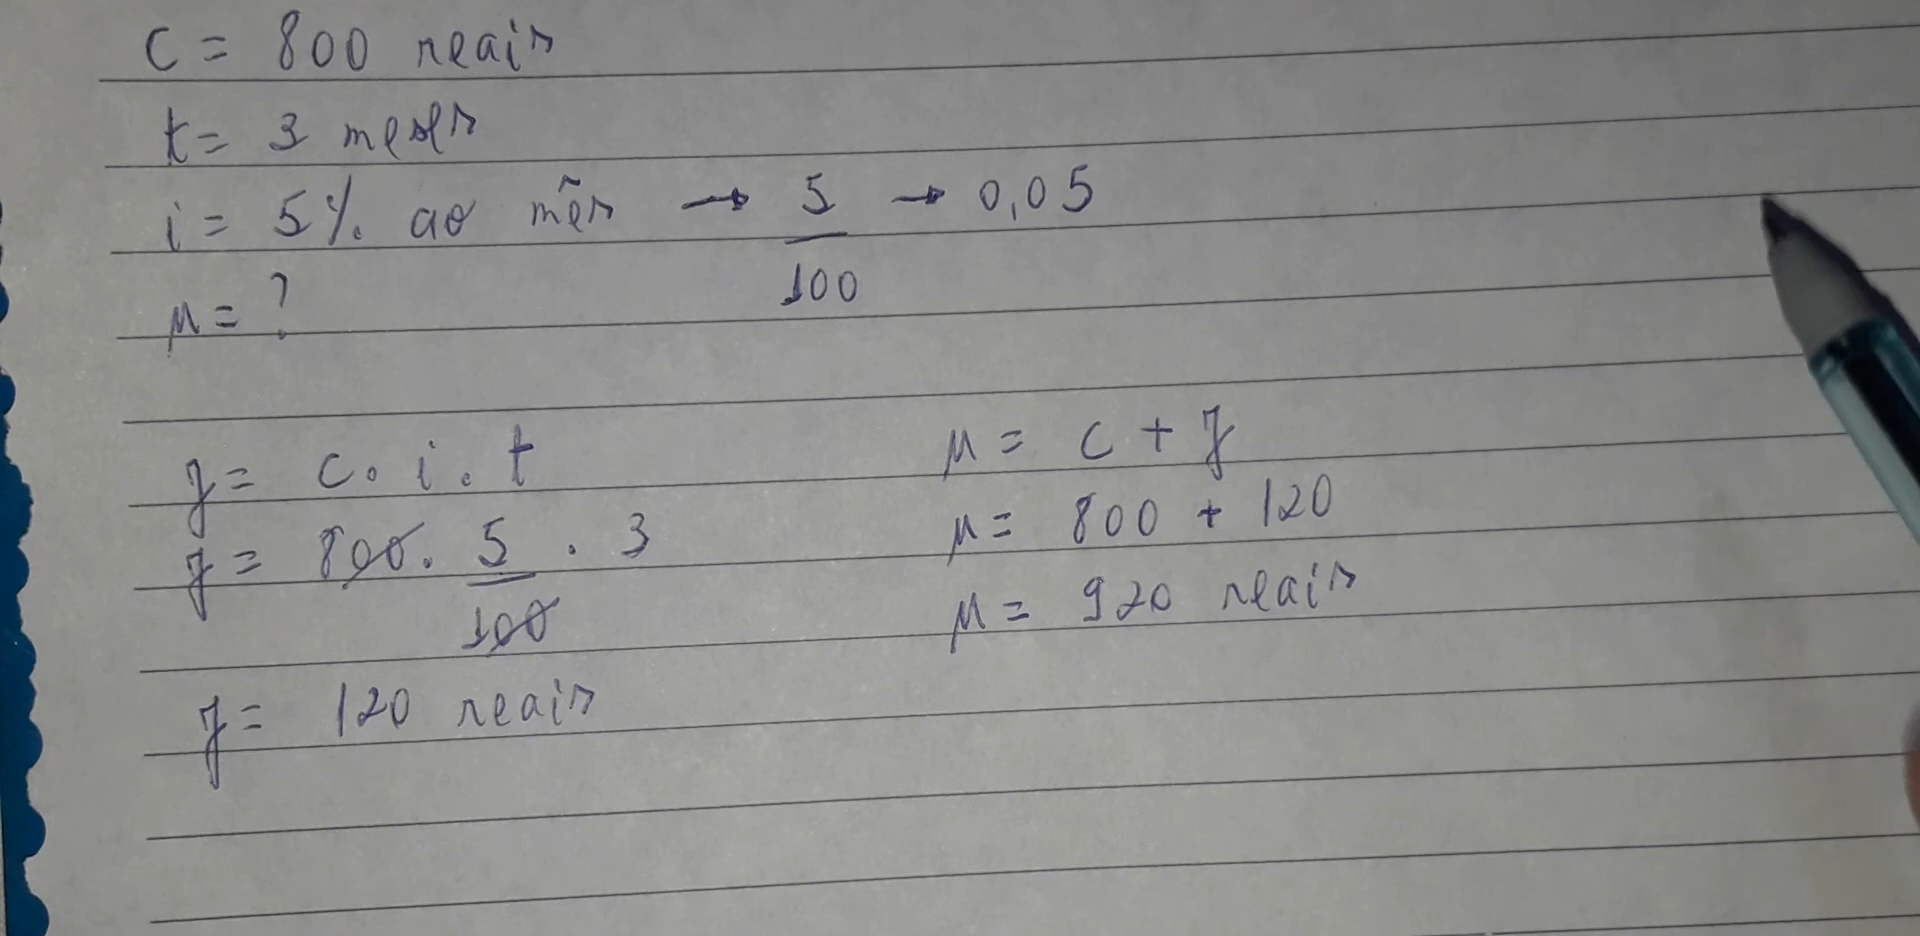 C = 800 reais
t = 3 meses
i = 5% ao mês → 5/100 → 0,05
M = ?
J = C . i . t
J = 800 . 5/100 . 3
J = 120 reais
M = C + J
M = 800 + 120
M = 920 reais